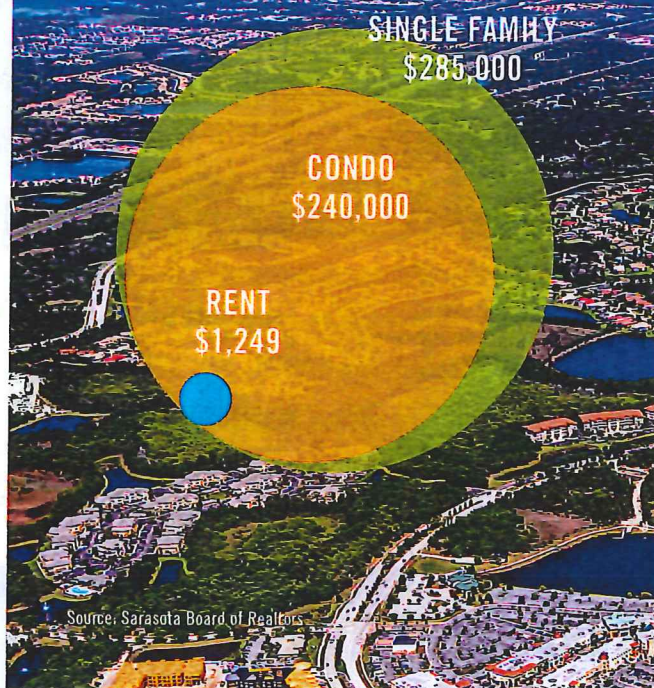 SINGLE FAMILY
$285,000
CONDO
$240,000
RENT
$1,249
Source: Sarasota Board of Realtors